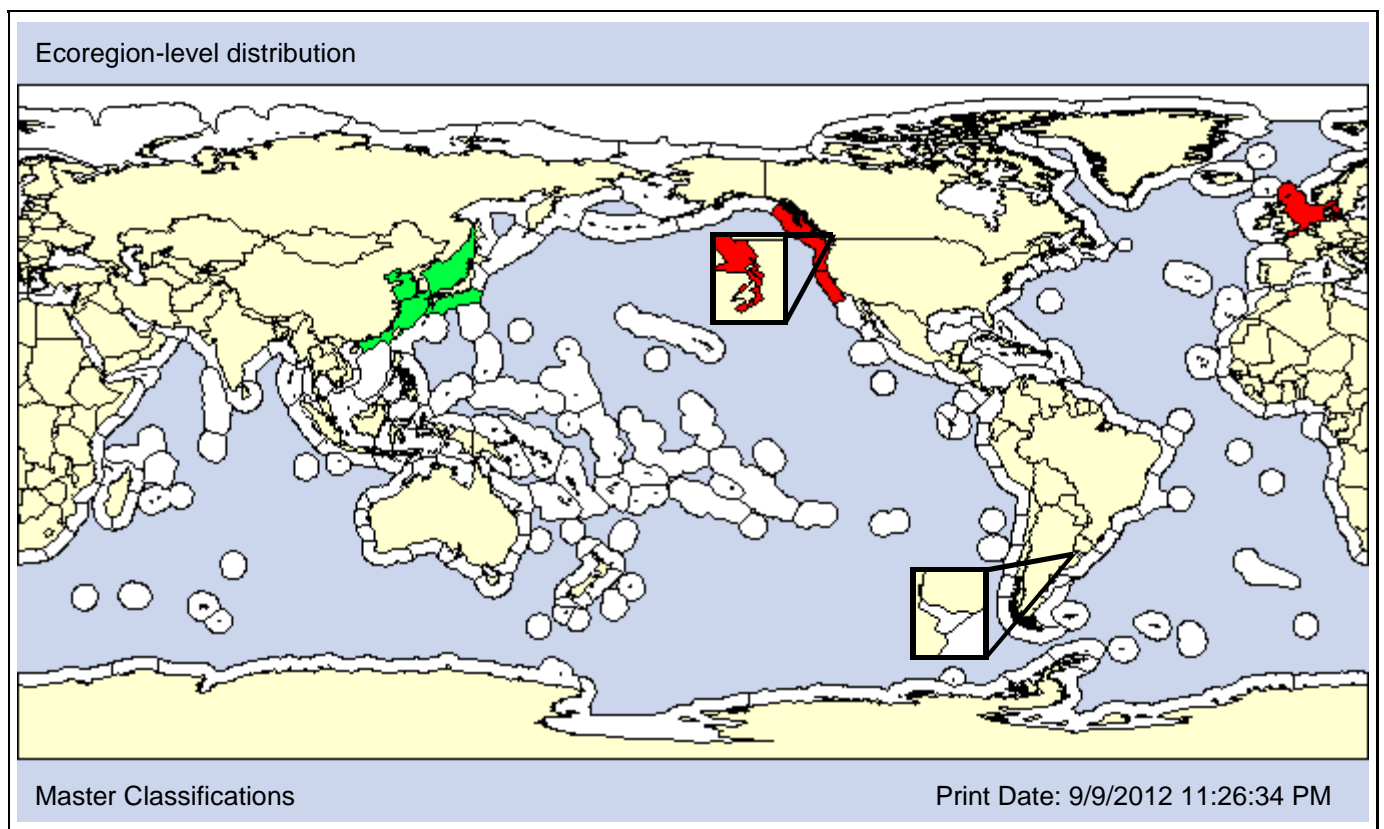 Ecoregion-level distribution
Master Classifications
Print Date: 9/9/2012 11:26:34 PM